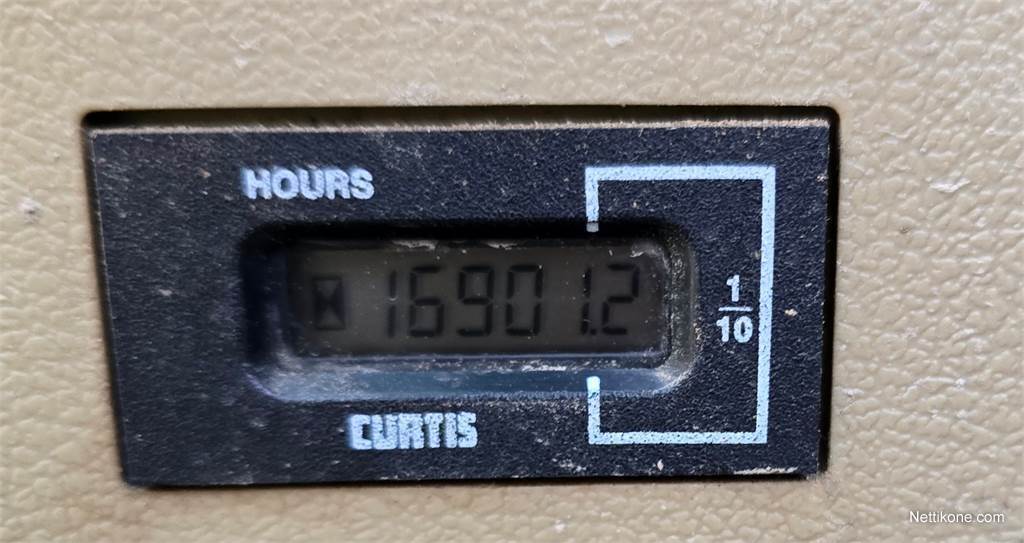 HOURS
16901.2
1/10
CURTIS
Nettikone.com